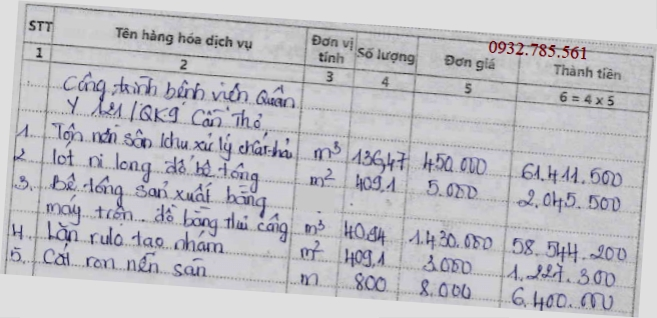 0932.785.561
STT Tên hàng hóa dịch vụ Đơn vị tính Số lượng Đơn giá Thành tiền
1 2 3 4 5 6 = 4 x 5
Công trình bệnh viện Quân
Y 121/QK9 Cần Thơ
1. Tôn nền sân khu xử lý chất thải m³ 136,47 450.000 61.411.500
2 lót ni long đổ bê tông m² 409,1 5.000 2.045.500
3. Bê tông sản xuất bằng
máy trộn đổ bằng thủ công m³ 40,94 1.430.000 58.544.200
4. Lăn rulo tạo nhám m² 409,1 3.000 1.227.300
5. Cắt ron nền sân m 800 8.000 6.400.000